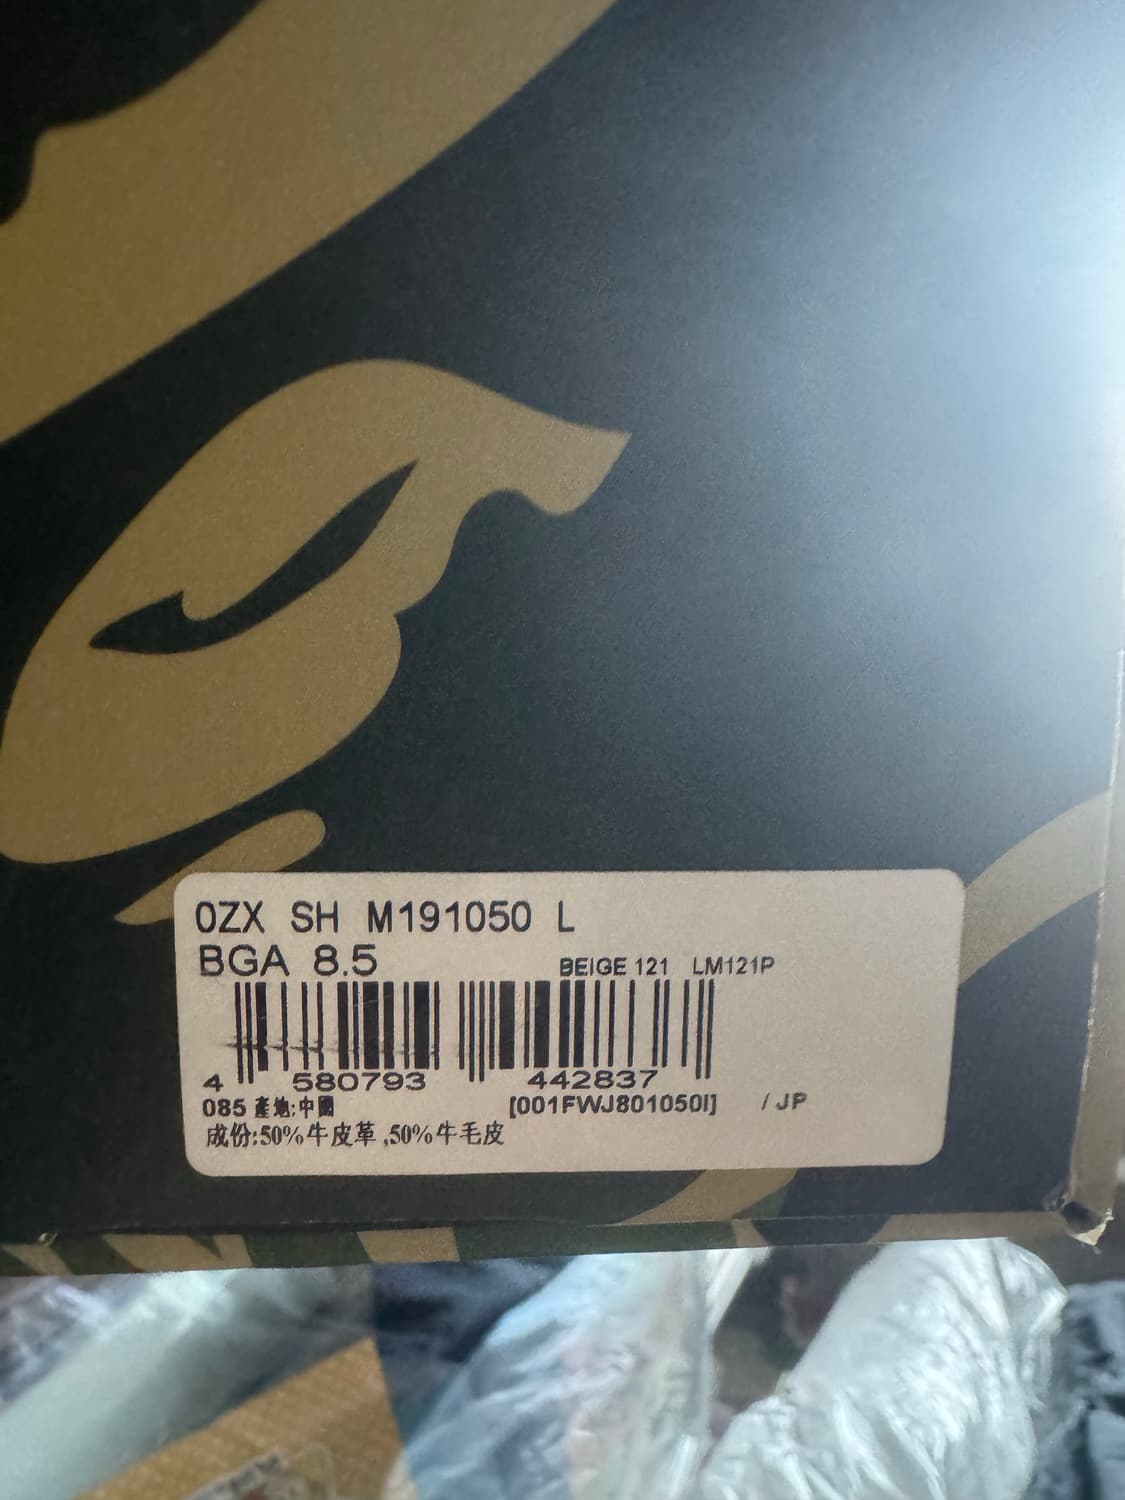 0ZX SH M191050 L
BGA 8.5 BEIGE 121 LM121P
4 580793 442837
085 產地:中國 [001FWJ801050I] / JP
成份:50%牛皮革,50%牛毛皮